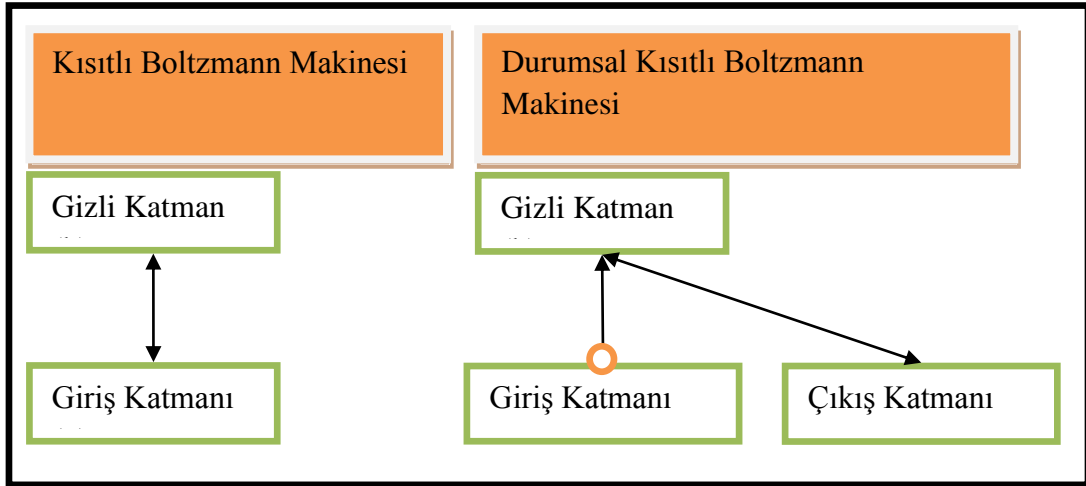 Kısıtlı Boltzmann Makinesi
Durumsal Kısıtlı Boltzmann
Makinesi
Gizli Katman
Gizli Katman
Giriş Katmanı
Giriş Katmanı
Çıkış Katmanı